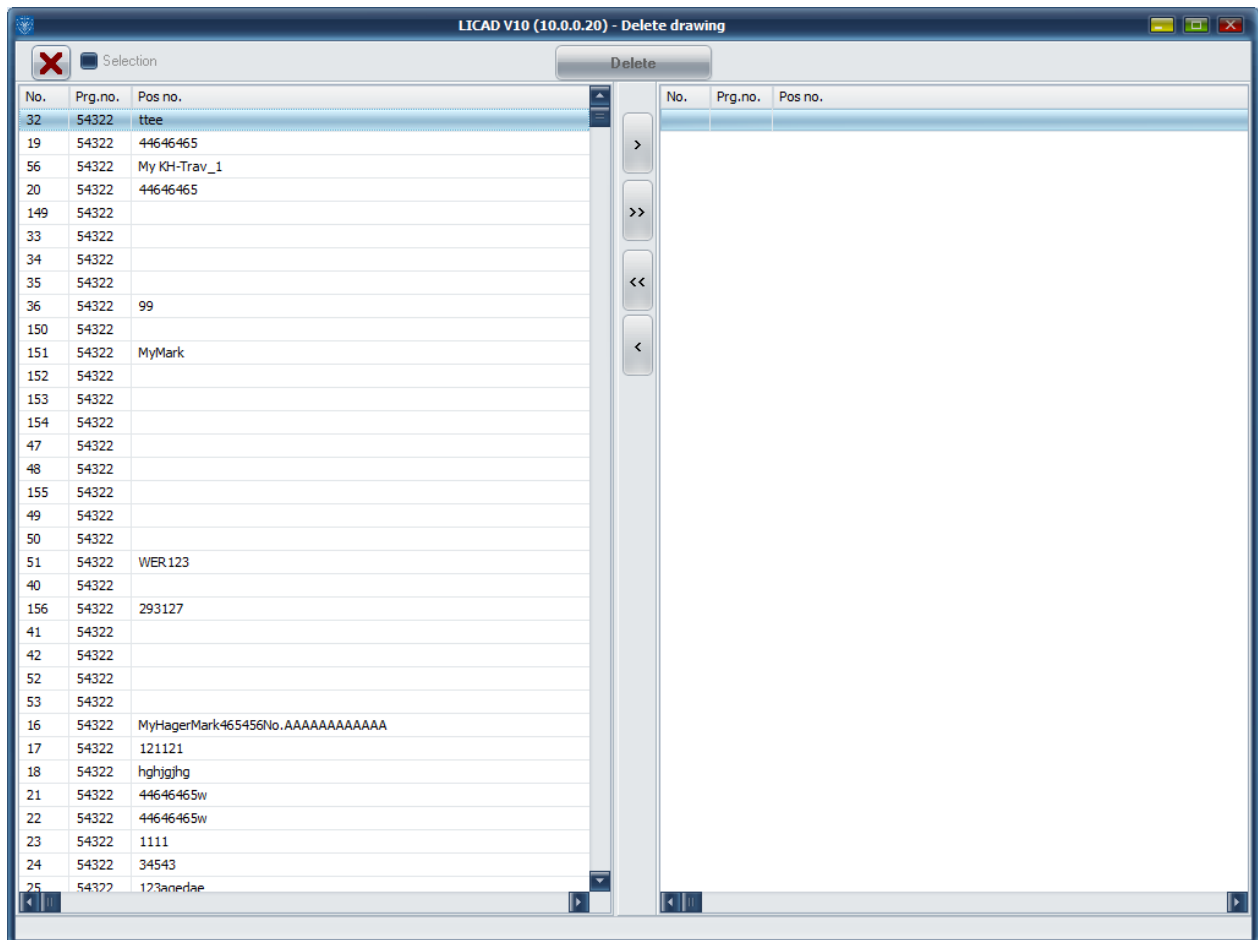 LICAD V10 (10.0.0.20) - Delete drawing
Selection
Delete
No. Prg.no. Pos no.
32 54322 ttee
19 54322 44646465
56 54322 My KH-Trav_1
20 54322 44646465
149 54322
33 54322
34 54322
35 54322
36 54322 99
150 54322
151 54322 MyMark
152 54322
153 54322
154 54322
47 54322
48 54322
155 54322
49 54322
50 54322
51 54322 WER123
40 54322
156 54322 293127
41 54322
42 54322
52 54322
53 54322
16 54322 MyHagerMark465456No.AAAAAAAAAAAA
17 54322 121121
18 54322 hghjgjhg
21 54322 44646465w
22 54322 44646465w
23 54322 1111
24 54322 34543
25 54322 123agedae
>
>>
<<
<
No. Prg.no. Pos no.